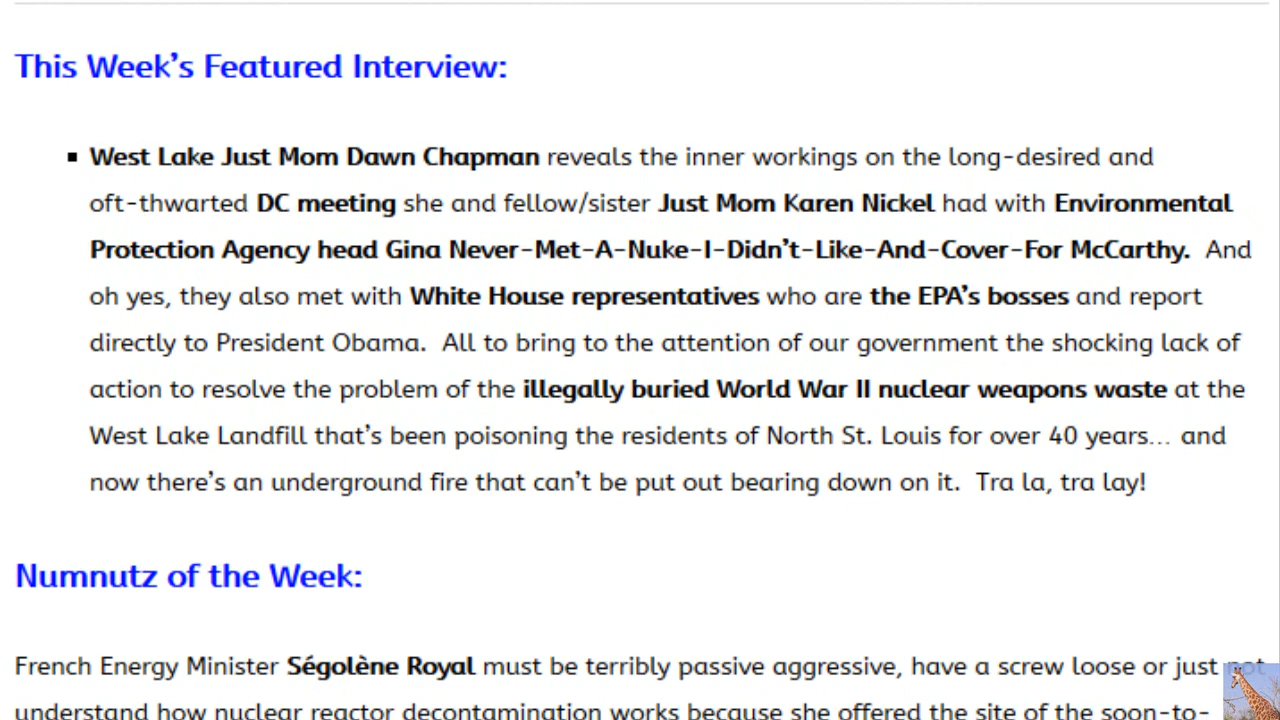 This Week’s Featured Interview:
▪ West Lake Just Mom Dawn Chapman reveals the inner workings on the long-desired and
oft-thwarted DC meeting she and fellow/sister Just Mom Karen Nickel had with Environmental
Protection Agency head Gina Never-Met-A-Nuke-I-Didn’t-Like-And-Cover-For McCarthy.  And
oh yes, they also met with White House representatives who are the EPA’s bosses and report
directly to President Obama.  All to bring to the attention of our government the shocking lack of
action to resolve the problem of the illegally buried World War II nuclear weapons waste at the
West Lake Landfill that’s been poisoning the residents of North St. Louis for over 40 years… and
now there’s an underground fire that can’t be put out bearing down on it.  Tra la, tra lay!
Numnutz of the Week:
French Energy Minister Ségolène Royal must be terribly passive aggressive, have a screw loose or just not
understand how nuclear reactor decontamination works because she offered the site of the soon-to-